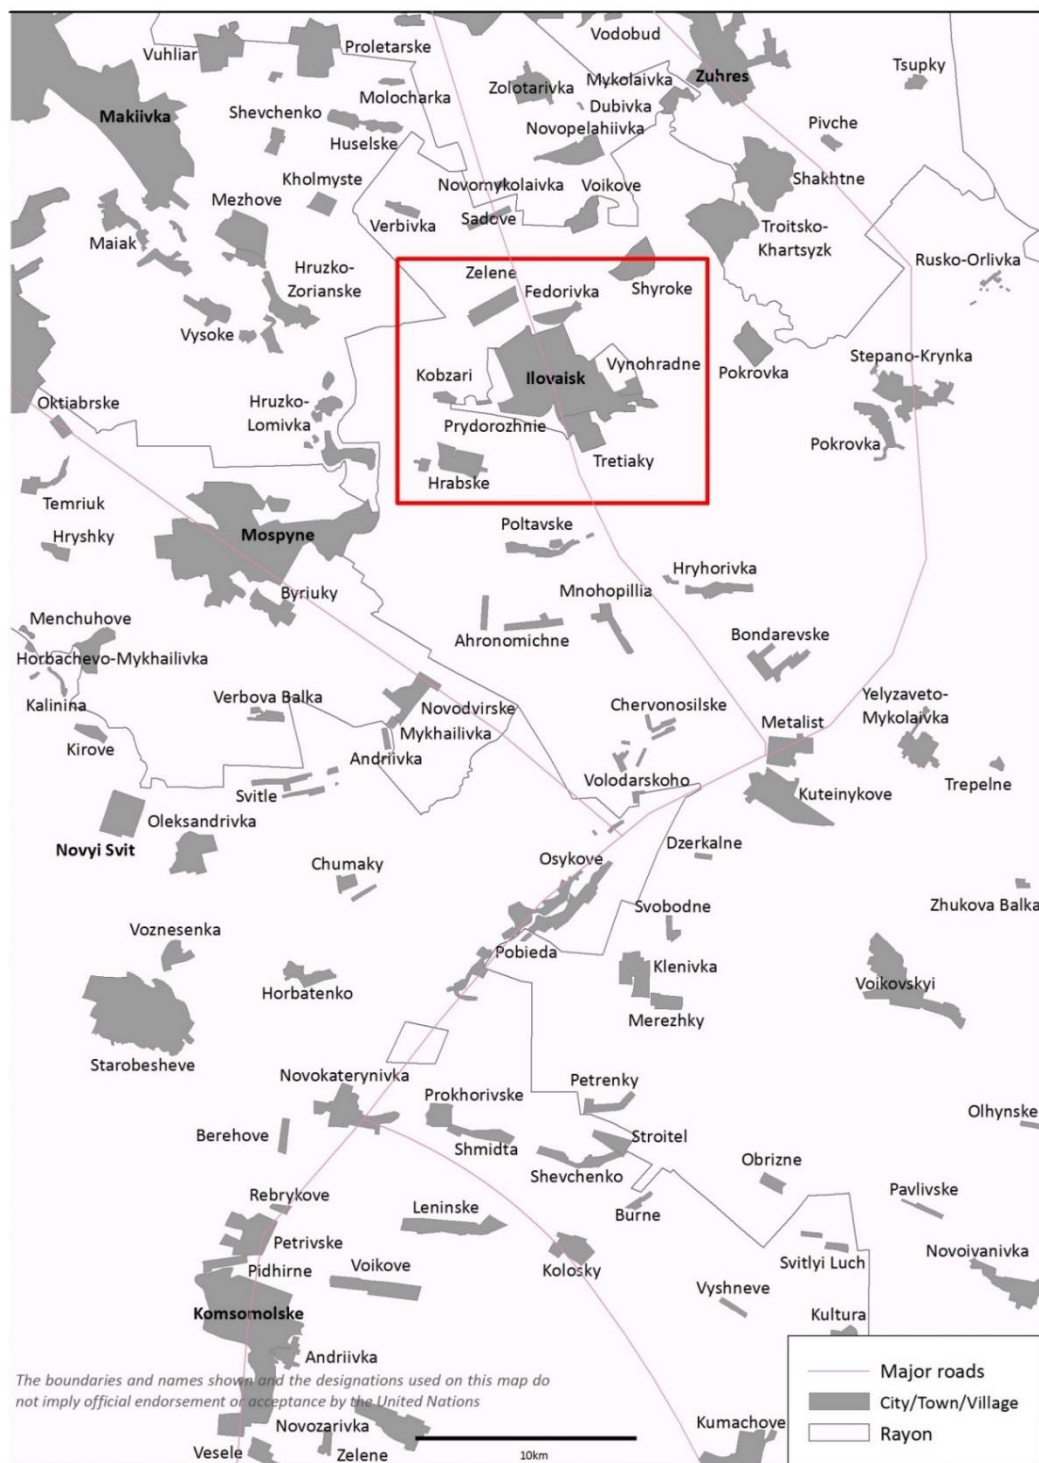 Vodobud
Vuhliar
Proletarske
Zuhres
Tsupky
Mykolaivka
Zolotarivka
Molocharka
Dubivka
Makiivka
Shevchenko
Novopelahiivka
Pivche
Huselske
Shakhtne
Kholmyste
Novomykolaivka
Voikove
Mezhove
Verbivka
Sadove
Troitsko-
Khartsyzk
Maiak
Hruzko-
Zorianske
Zelene
Fedorivka
Shyroke
Rusko-Orlivka
Vysoke
Stepano-Krynka
Vynohradne
Kobzari
Ilovaisk
Pokrovka
Oktiabrske
Hruzko-
Lomivka
Prydorozhnie
Pokrovka
Tretiaky
Hrabske
Temriuk
Poltavske
Mospyne
Hryshky
Hryhorivka
Mnohopillia
Byriuky
Menchuhove
Ahronomichne
Bondarevske
Horbachevo-Mykhailivka
Kalinina
Verbova Balka
Novodvirske
Chervonosilske
Yelyzaveto-
Mykolaivka
Metalist
Mykhailivka
Kirove
Andriivka
Volodarskoho
Trepelne
Svitle
Kuteinykove
Oleksandrivka
Novyi Svit
Dzerkalne
Chumaky
Osykove
Zhukova Balka
Svobodne
Voznesenka
Pobieda
Klenivka
Horbatenko
Voikovskyi
Merezhky
Starobesheve
Novokaterynivka
Petrenky
Prokhorivske
Olhynske
Berehove
Stroitel
Shmidta
Obrizne
Shevchenko
Rebrykove
Pavlivske
Leninske
Burne
Petrivske
Novoivanivka
Svitlyi Luch
Pidhirne
Voikove
Kolosky
Vyshneve
Komsomolske
Kultura
Andriivka
The boundaries and names shown and the designations used on this map do
not imply official endorsement or acceptance by the United Nations
Novozarivka
Kumachove
Vesele
Zelene
10km
Major roads
City/Town/Village
Rayon